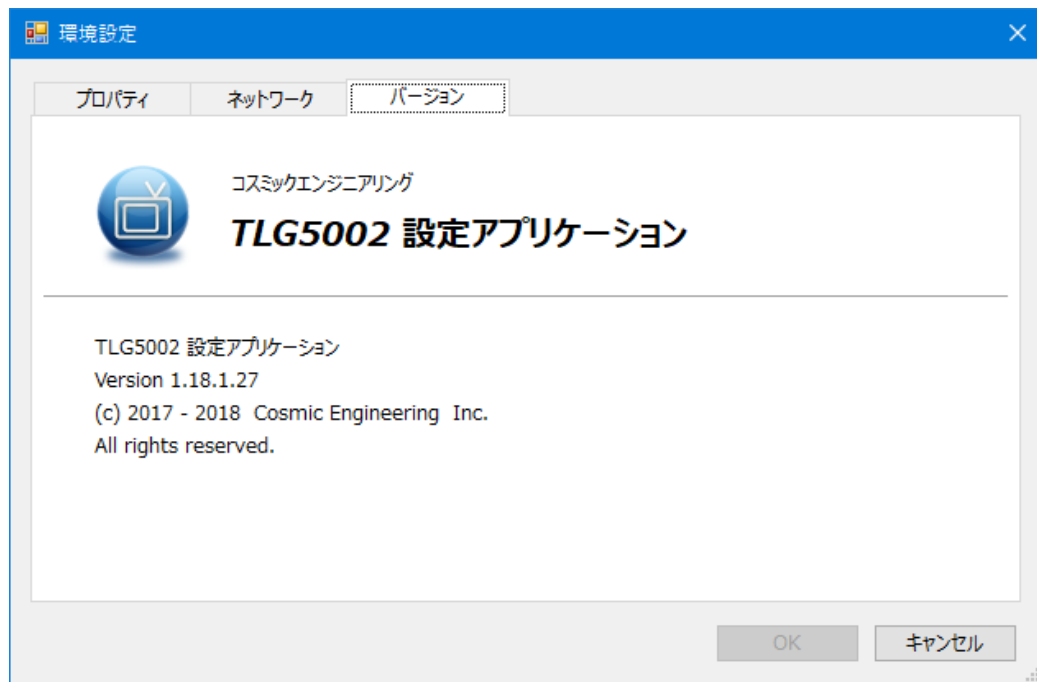 環境設定
プロパティ ネットワーク バージョン
コスミックエンジニアリング
TLG5002 設定アプリケーション
TLG5002 設定アプリケーション
Version 1.18.1.27
(c) 2017 - 2018 Cosmic Engineering Inc.
All rights reserved.
OK キャンセル